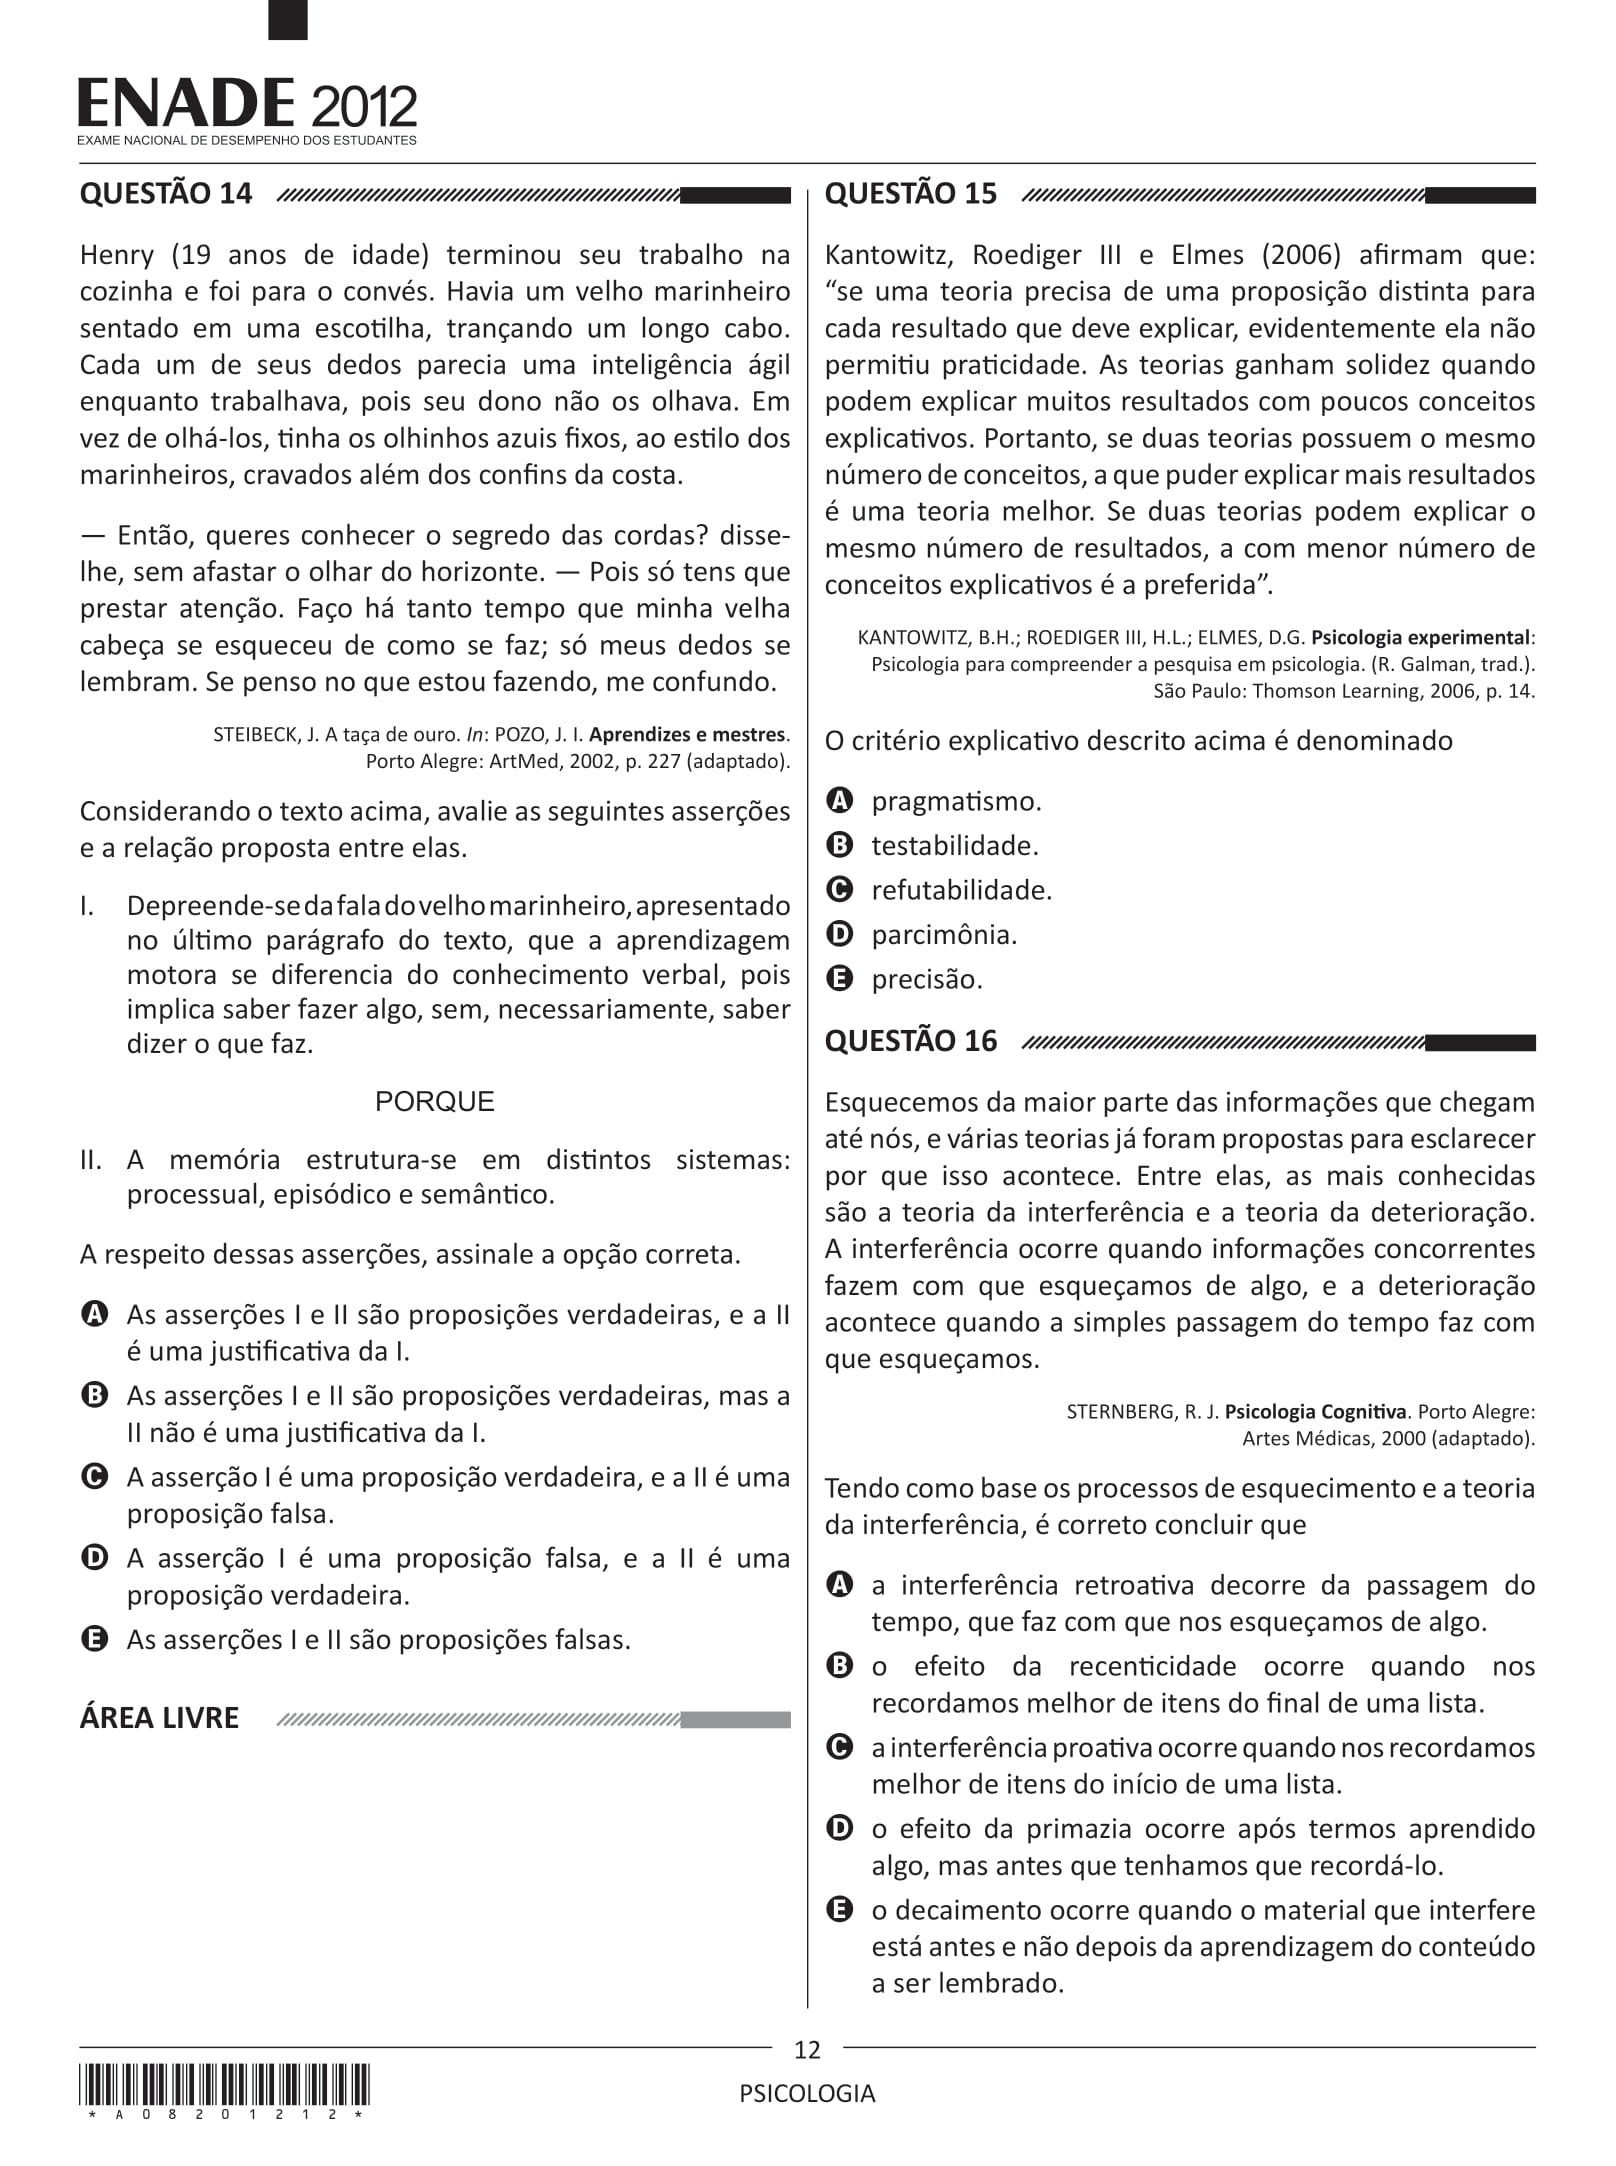 ENADE 2012
EXAME NACIONAL DE DESEMPENHO DOS ESTUDANTES
QUESTÃO 14
Henry (19 anos de idade) terminou seu trabalho na
cozinha e foi para o convés. Havia um velho marinheiro
sentado em uma escotilha, trançando um longo cabo.
Cada um de seus dedos parecia uma inteligência ágil
enquanto trabalhava, pois seu dono não os olhava. Em
vez de olhá-los, tinha os olhinhos azuis fixos, ao estilo dos
marinheiros, cravados além dos confins da costa.
— Então, queres conhecer o segredo das cordas? disse-
lhe, sem afastar o olhar do horizonte. — Pois só tens que
prestar atenção. Faço há tanto tempo que minha velha
cabeça se esqueceu de como se faz; só meus dedos se
lembram. Se penso no que estou fazendo, me confundo.
STEIBECK, J. A taça de ouro. In: POZO, J. I. Aprendizes e mestres.
Porto Alegre: ArtMed, 2002, p. 227 (adaptado).
Considerando o texto acima, avalie as seguintes asserções
e a relação proposta entre elas.
I. Depreende-se da fala do velho marinheiro, apresentado
no último parágrafo do texto, que a aprendizagem
motora se diferencia do conhecimento verbal, pois
implica saber fazer algo, sem, necessariamente, saber
dizer o que faz.
PORQUE
II. A memória estrutura-se em distintos sistemas:
processual, episódico e semântico.
A respeito dessas asserções, assinale a opção correta.
A As asserções I e II são proposições verdadeiras, e a II
é uma justificativa da I.
B As asserções I e II são proposições verdadeiras, mas a
II não é uma justificativa da I.
C A asserção I é uma proposição verdadeira, e a II é uma
proposição falsa.
D A asserção I é uma proposição falsa, e a II é uma
proposição verdadeira.
E As asserções I e II são proposições falsas.
ÁREA LIVRE
QUESTÃO 15
Kantowitz, Roediger III e Elmes (2006) afirmam que:
“se uma teoria precisa de uma proposição distinta para
cada resultado que deve explicar, evidentemente ela não
permitiu praticidade. As teorias ganham solidez quando
podem explicar muitos resultados com poucos conceitos
explicativos. Portanto, se duas teorias possuem o mesmo
número de conceitos, a que puder explicar mais resultados
é uma teoria melhor. Se duas teorias podem explicar o
mesmo número de resultados, a com menor número de
conceitos explicativos é a preferida”.
KANTOWITZ, B.H.; ROEDIGER III, H.L.; ELMES, D.G. Psicologia experimental:
Psicologia para compreender a pesquisa em psicologia. (R. Galman, trad.).
São Paulo: Thomson Learning, 2006, p. 14.
O critério explicativo descrito acima é denominado
A pragmatismo.
B testabilidade.
C refutabilidade.
D parcimônia.
E precisão.
QUESTÃO 16
Esquecemos da maior parte das informações que chegam
até nós, e várias teorias já foram propostas para esclarecer
por que isso acontece. Entre elas, as mais conhecidas
são a teoria da interferência e a teoria da deterioração.
A interferência ocorre quando informações concorrentes
fazem com que esqueçamos de algo, e a deterioração
acontece quando a simples passagem do tempo faz com
que esqueçamos.
STERNBERG, R. J. Psicologia Cognitiva. Porto Alegre:
Artes Médicas, 2000 (adaptado).
Tendo como base os processos de esquecimento e a teoria
da interferência, é correto concluir que
A a interferência retroativa decorre da passagem do
tempo, que faz com que nos esqueçamos de algo.
B o efeito da recenticidade ocorre quando nos
recordamos melhor de itens do final de uma lista.
C a interferência proativa ocorre quando nos recordamos
melhor de itens do início de uma lista.
D o efeito da primazia ocorre após termos aprendido
algo, mas antes que tenhamos que recordá-lo.
E o decaimento ocorre quando o material que interfere
está antes e não depois da aprendizagem do conteúdo
a ser lembrado.
12
PSICOLOGIA
* A 0 8 2 0 1 2 1 2 *